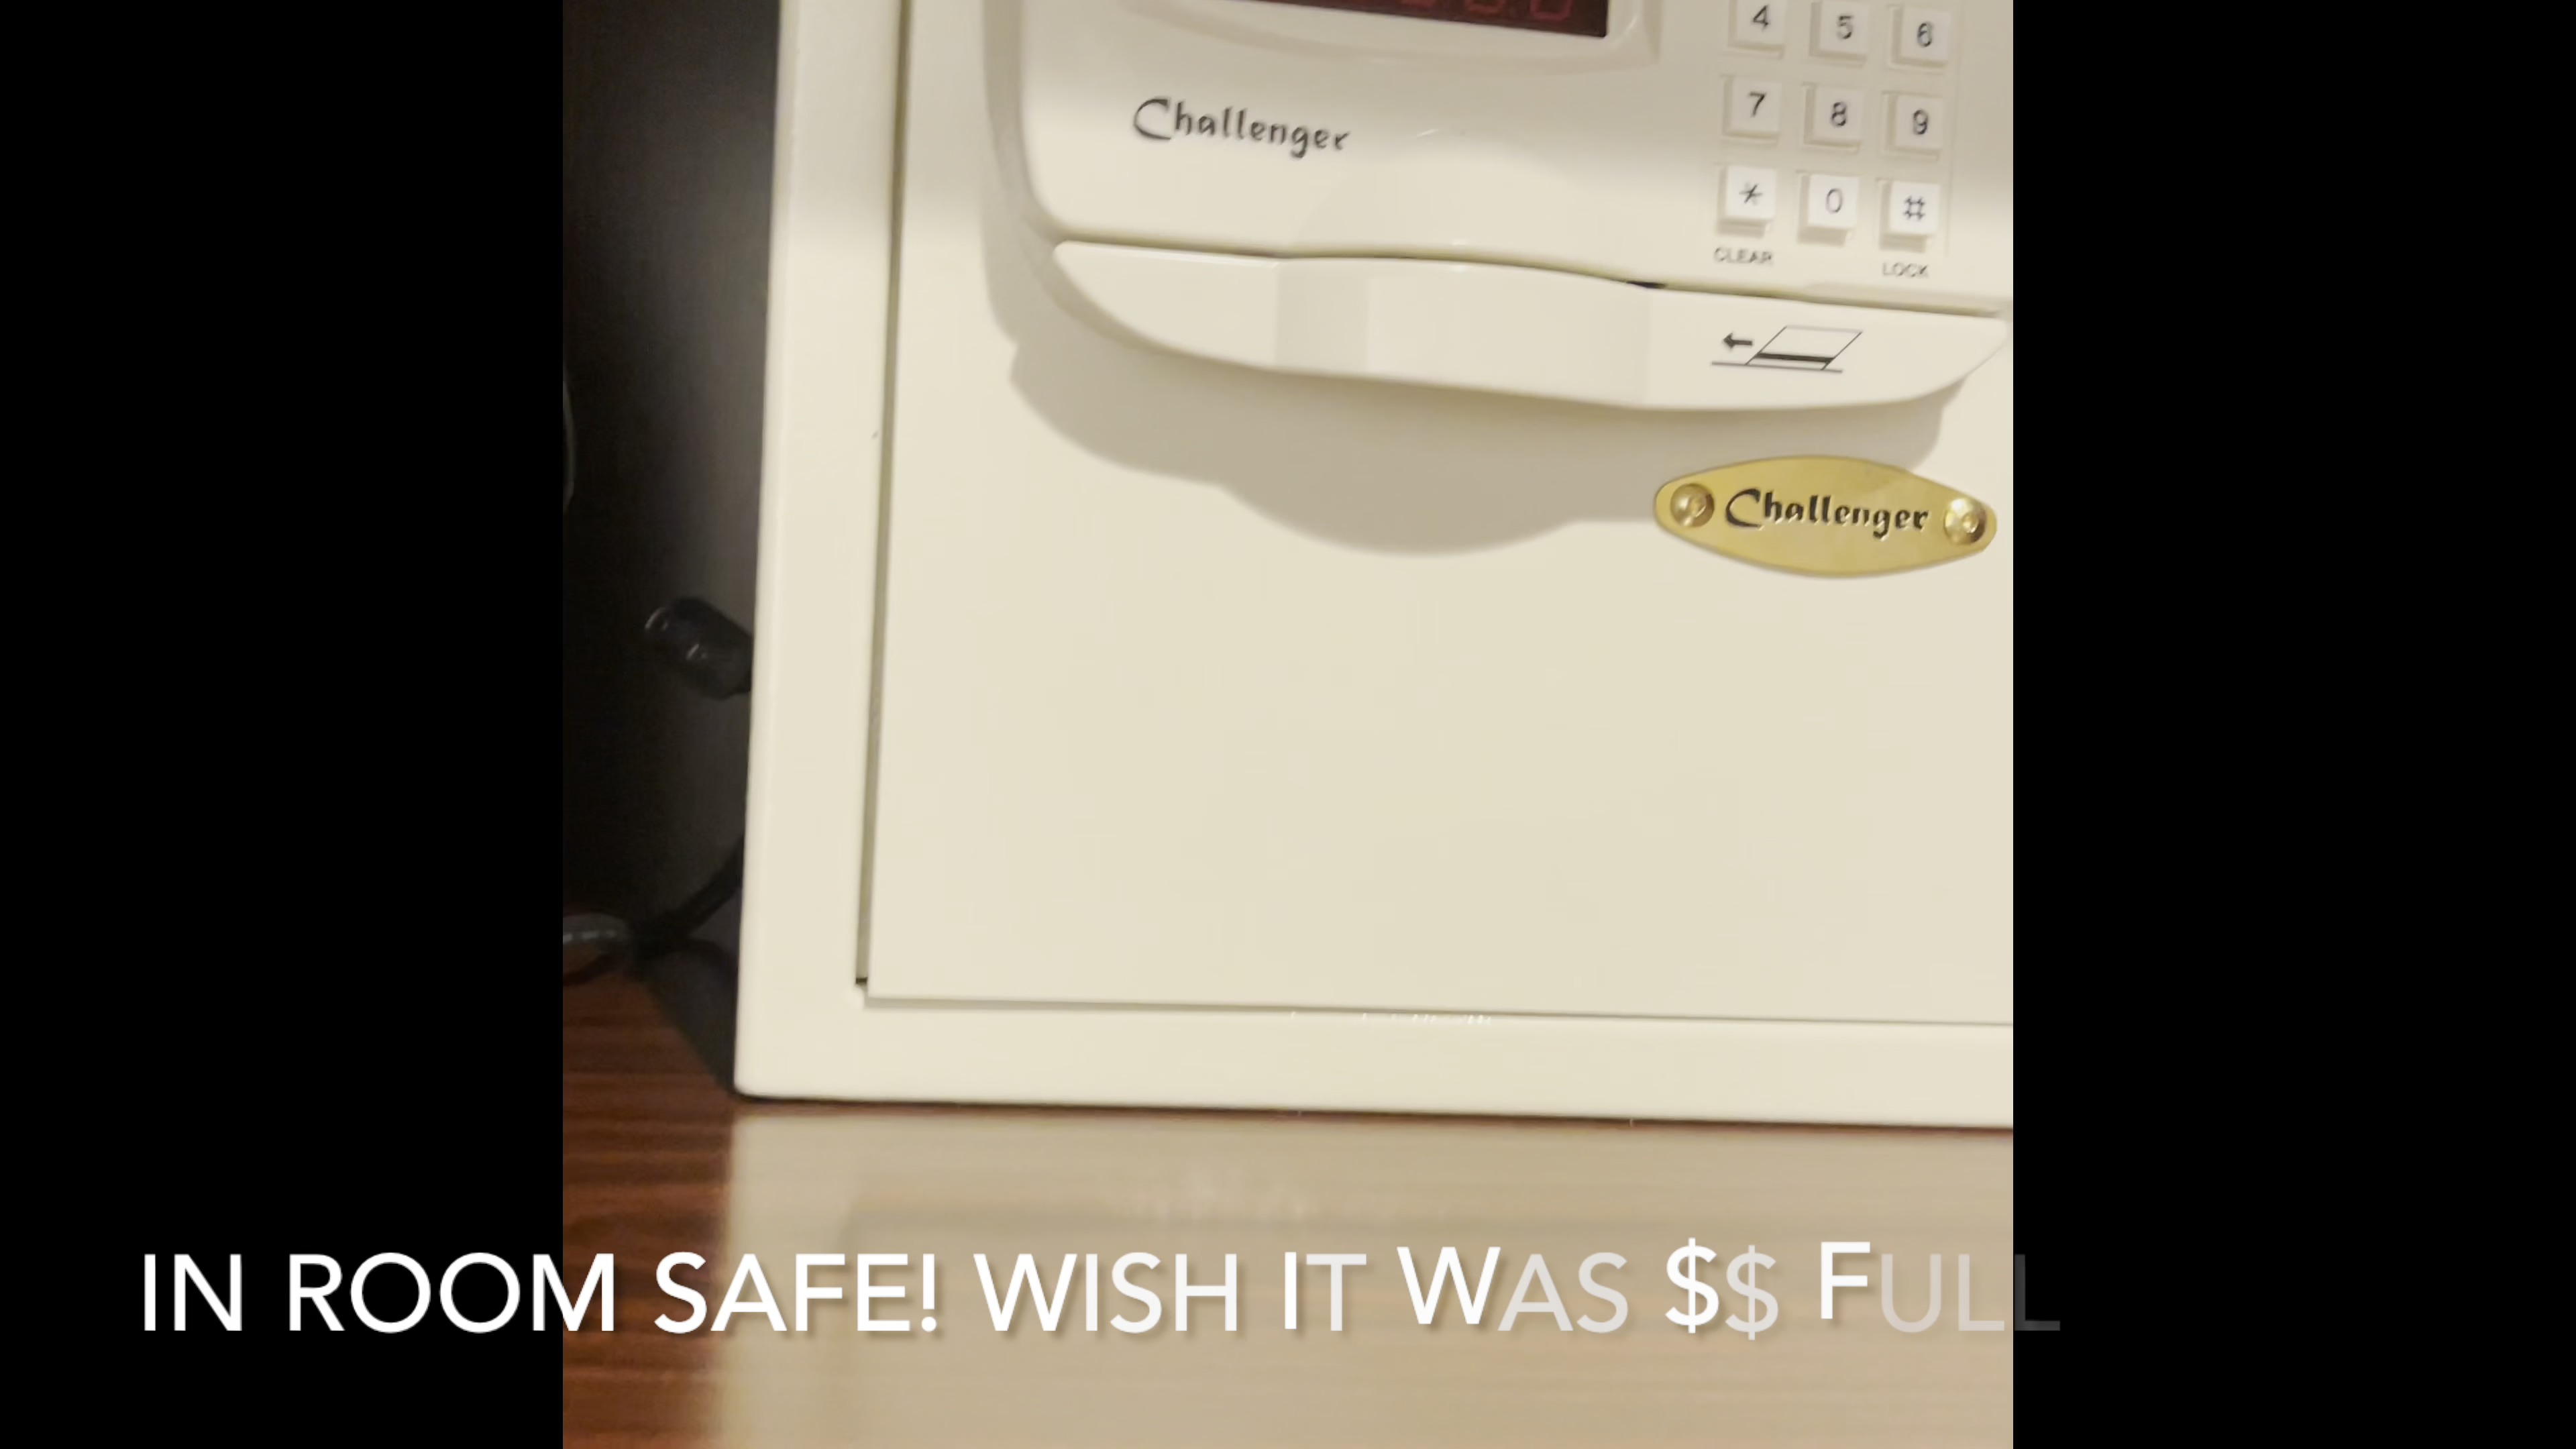 4 5 6
Challenger
7 8 9
* 0 #
CLEAR LOCK
Challenger
IN ROOM SAFE! WISH IT WAS $$ FULL